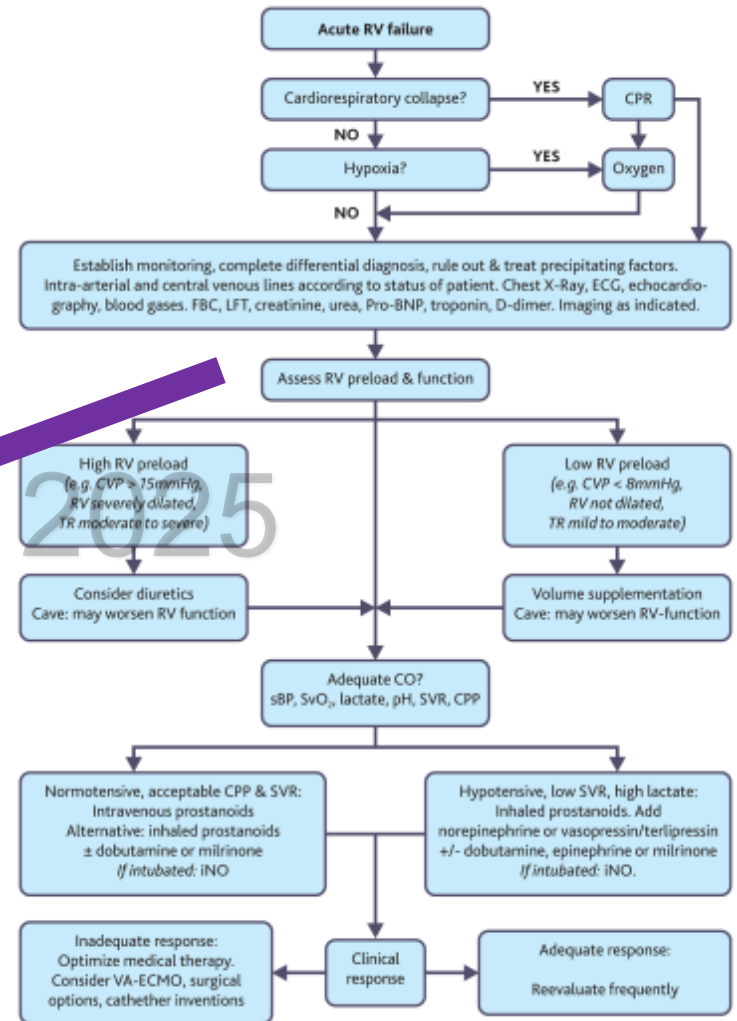 Acute RV failure
Cardiorespiratory collapse?
YES
CPR
NO
Hypoxia?
YES
Oxygen
NO
Establish monitoring, complete differential diagnosis, rule out & treat precipitating factors.
Intra-arterial and central venous lines according to status of patient. Chest X-Ray, ECG, echocardio-
graphy, blood gases. FBC, LFT, creatinine, urea, Pro-BNP, troponin, D-dimer. Imaging as indicated.
Assess RV preload & function
High RV preload
(e.g. CVP > 15mmHg,
RV severely dilated,
TR moderate to severe)
Low RV preload
(e.g. CVP < 8mmHg,
RV not dilated,
TR mild to moderate)
2025
Consider diuretics
Cave: may worsen RV function
Volume supplementation
Cave: may worsen RV-function
Adequate CO?
sBP, SvO₂, lactate, pH, SVR, CPP
Normotensive, acceptable CPP & SVR:
Intravenous prostanoids
Alternative: inhaled prostanoids
± dobutamine or milrinone
If intubated: iNO
Hypotensive, low SVR, high lactate:
Inhaled prostanoids. Add
norepinephrine or vasopressin/terlipressin
+/- dobutamine, epinephrine or milrinone
If intubated: iNO.
Inadequate response:
Optimize medical therapy.
Consider VA-ECMO, surgical
options, cathether inventions
Clinical
response
Adequate response:
Reevaluate frequently